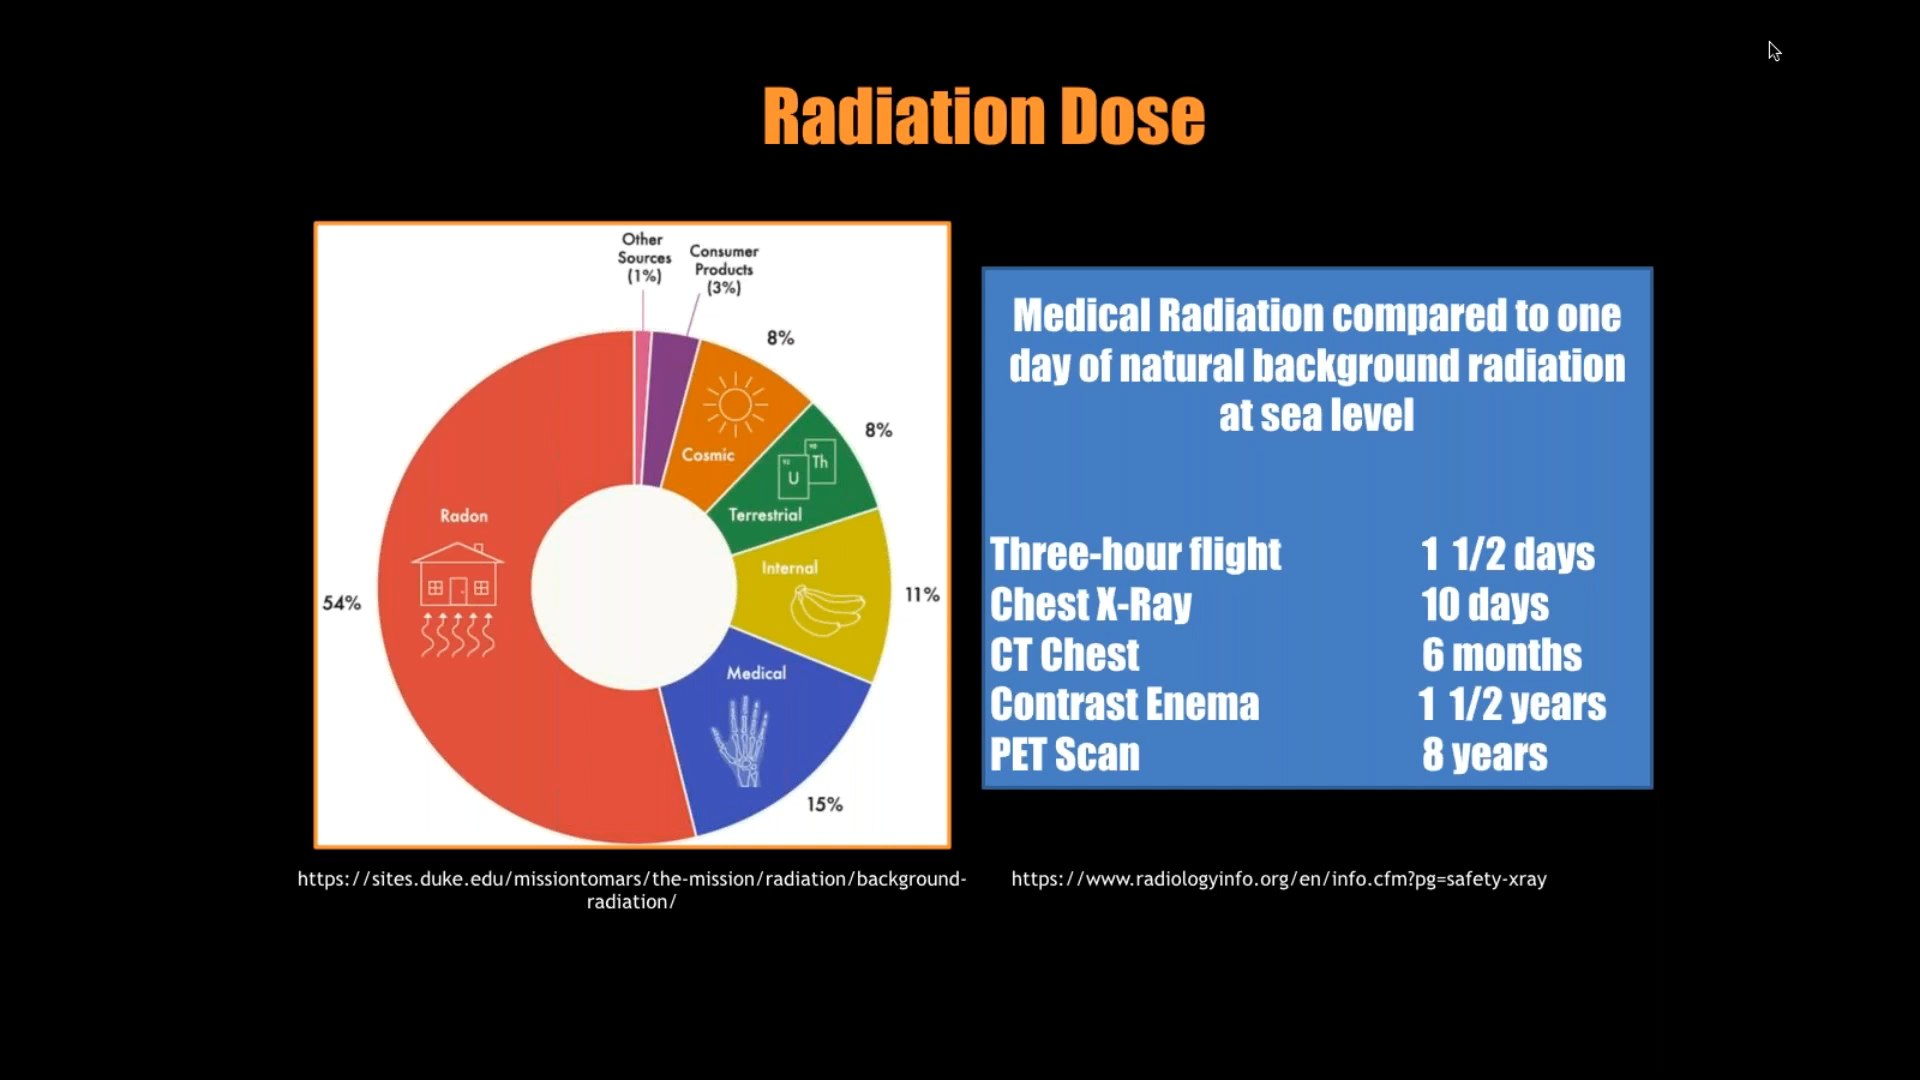 Radiation Dose
Other
Sources
(1%)
Consumer
Products
(3%)
8%
Cosmic
8%
Th
U
Terrestrial
Internal
11%
Radon
54%
Medical
15%
https://sites.duke.edu/missiontomars/the-mission/radiation/background-
radiation/
Medical Radiation compared to one
day of natural background radiation
at sea level
Three-hour flight 1 1/2 days
Chest X-Ray 10 days
CT Chest 6 months
Contrast Enema 1 1/2 years
PET Scan 8 years
https://www.radiologyinfo.org/en/info.cfm?pg=safety-xray